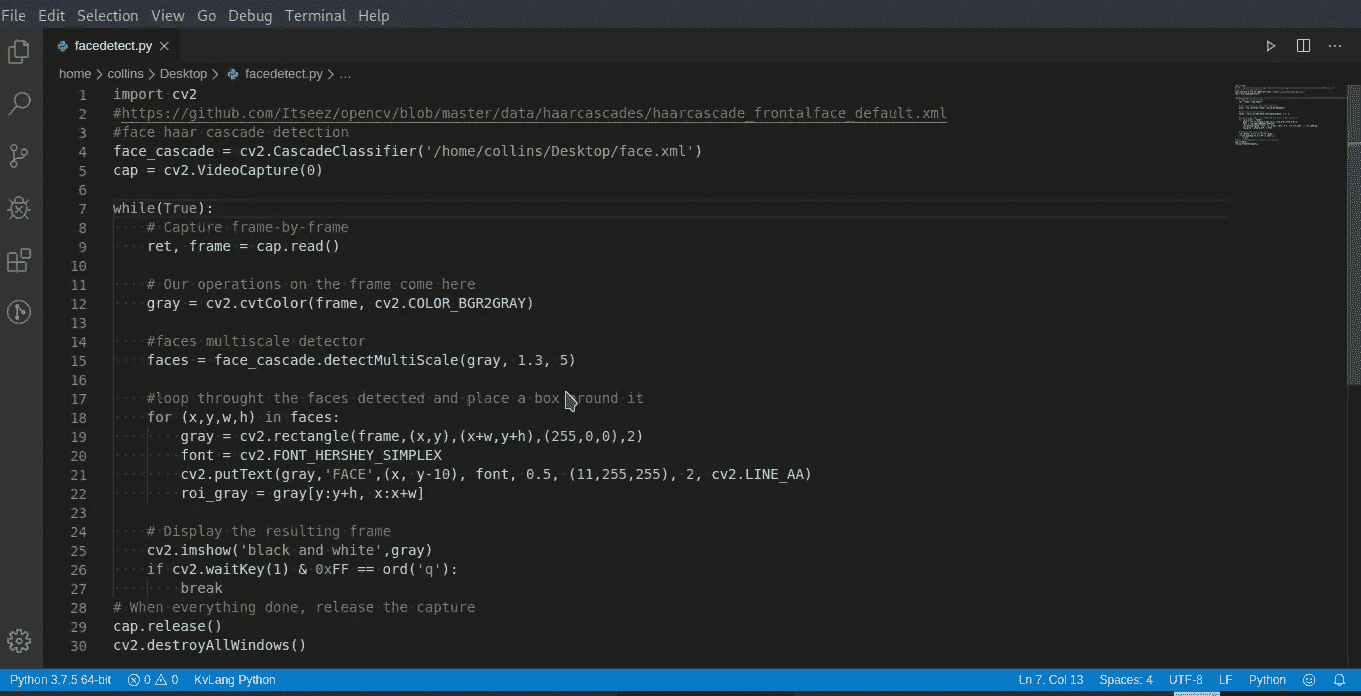 File Edit Selection View Go Debug Terminal Help
facedetect.py
home > collins > Desktop > facedetect.py > ...
1 import cv2
2 #https://github.com/Itseez/opencv/blob/master/data/haarcascades/haarcascade_frontalface_default.xml
3 #face haar cascade detection
4 face_cascade = cv2.CascadeClassifier('/home/collins/Desktop/face.xml')
5 cap = cv2.VideoCapture(0)
6
7 while(True):
8     # Capture frame-by-frame
9     ret, frame = cap.read()
10
11     # Our operations on the frame come here
12     gray = cv2.cvtColor(frame, cv2.COLOR_BGR2GRAY)
13
14     #faces multiscale detector
15     faces = face_cascade.detectMultiScale(gray, 1.3, 5)
16
17     #loop throught the faces detected and place a box around it
18     for (x,y,w,h) in faces:
19         gray = cv2.rectangle(frame,(x,y),(x+w,y+h),(255,0,0),2)
20         font = cv2.FONT_HERSHEY_SIMPLEX
21         cv2.putText(gray,'FACE',(x, y-10), font, 0.5, (11,255,255), 2, cv2.LINE_AA)
22         roi_gray = gray[y:y+h, x:x+w]
23
24     # Display the resulting frame
25     cv2.imshow('black and white',gray)
26     if cv2.waitKey(1) & 0xFF == ord('q'):
27         break
28 # When everything done, release the capture
29 cap.release()
30 cv2.destroyAllWindows()
Python 3.7.5 64-bit 0 0 KvLang Python Ln 7, Col 13 Spaces: 4 UTF-8 LF Python